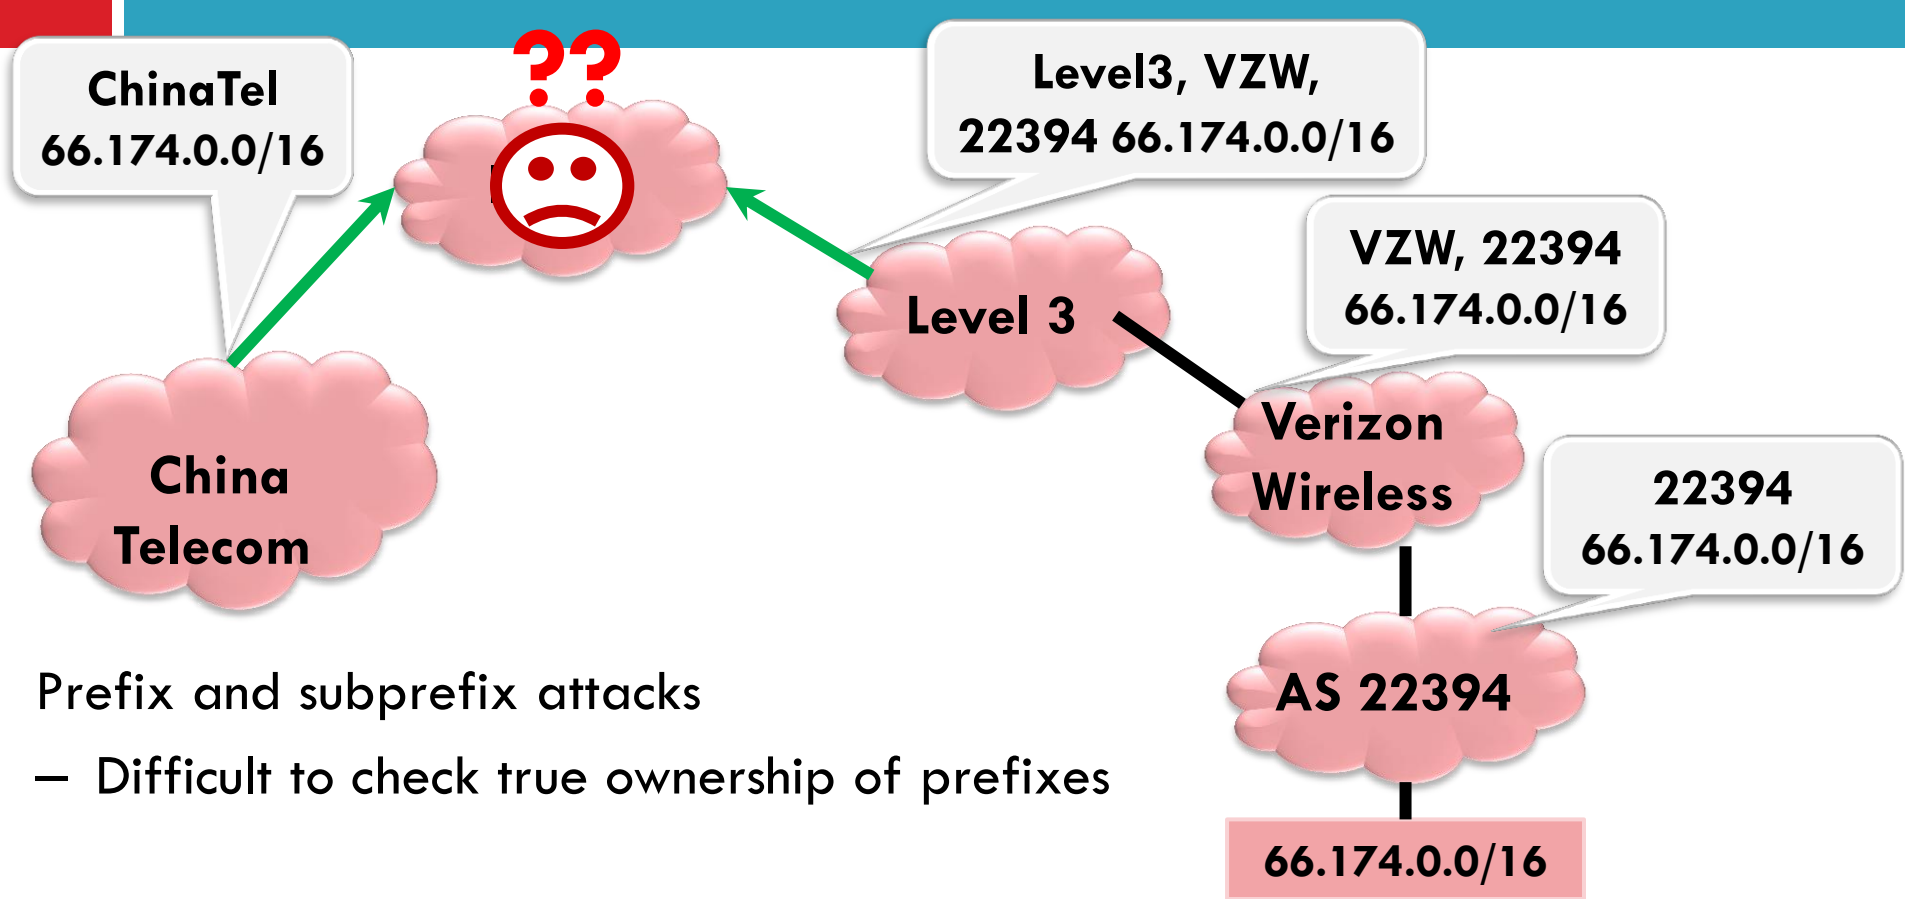 ??
ChinaTel
66.174.0.0/16
Level3, VZW,
22394 66.174.0.0/16
VZW, 22394
66.174.0.0/16
Level 3
Verizon
Wireless
China
Telecom
22394
66.174.0.0/16
AS 22394
Prefix and subprefix attacks
– Difficult to check true ownership of prefixes
66.174.0.0/16